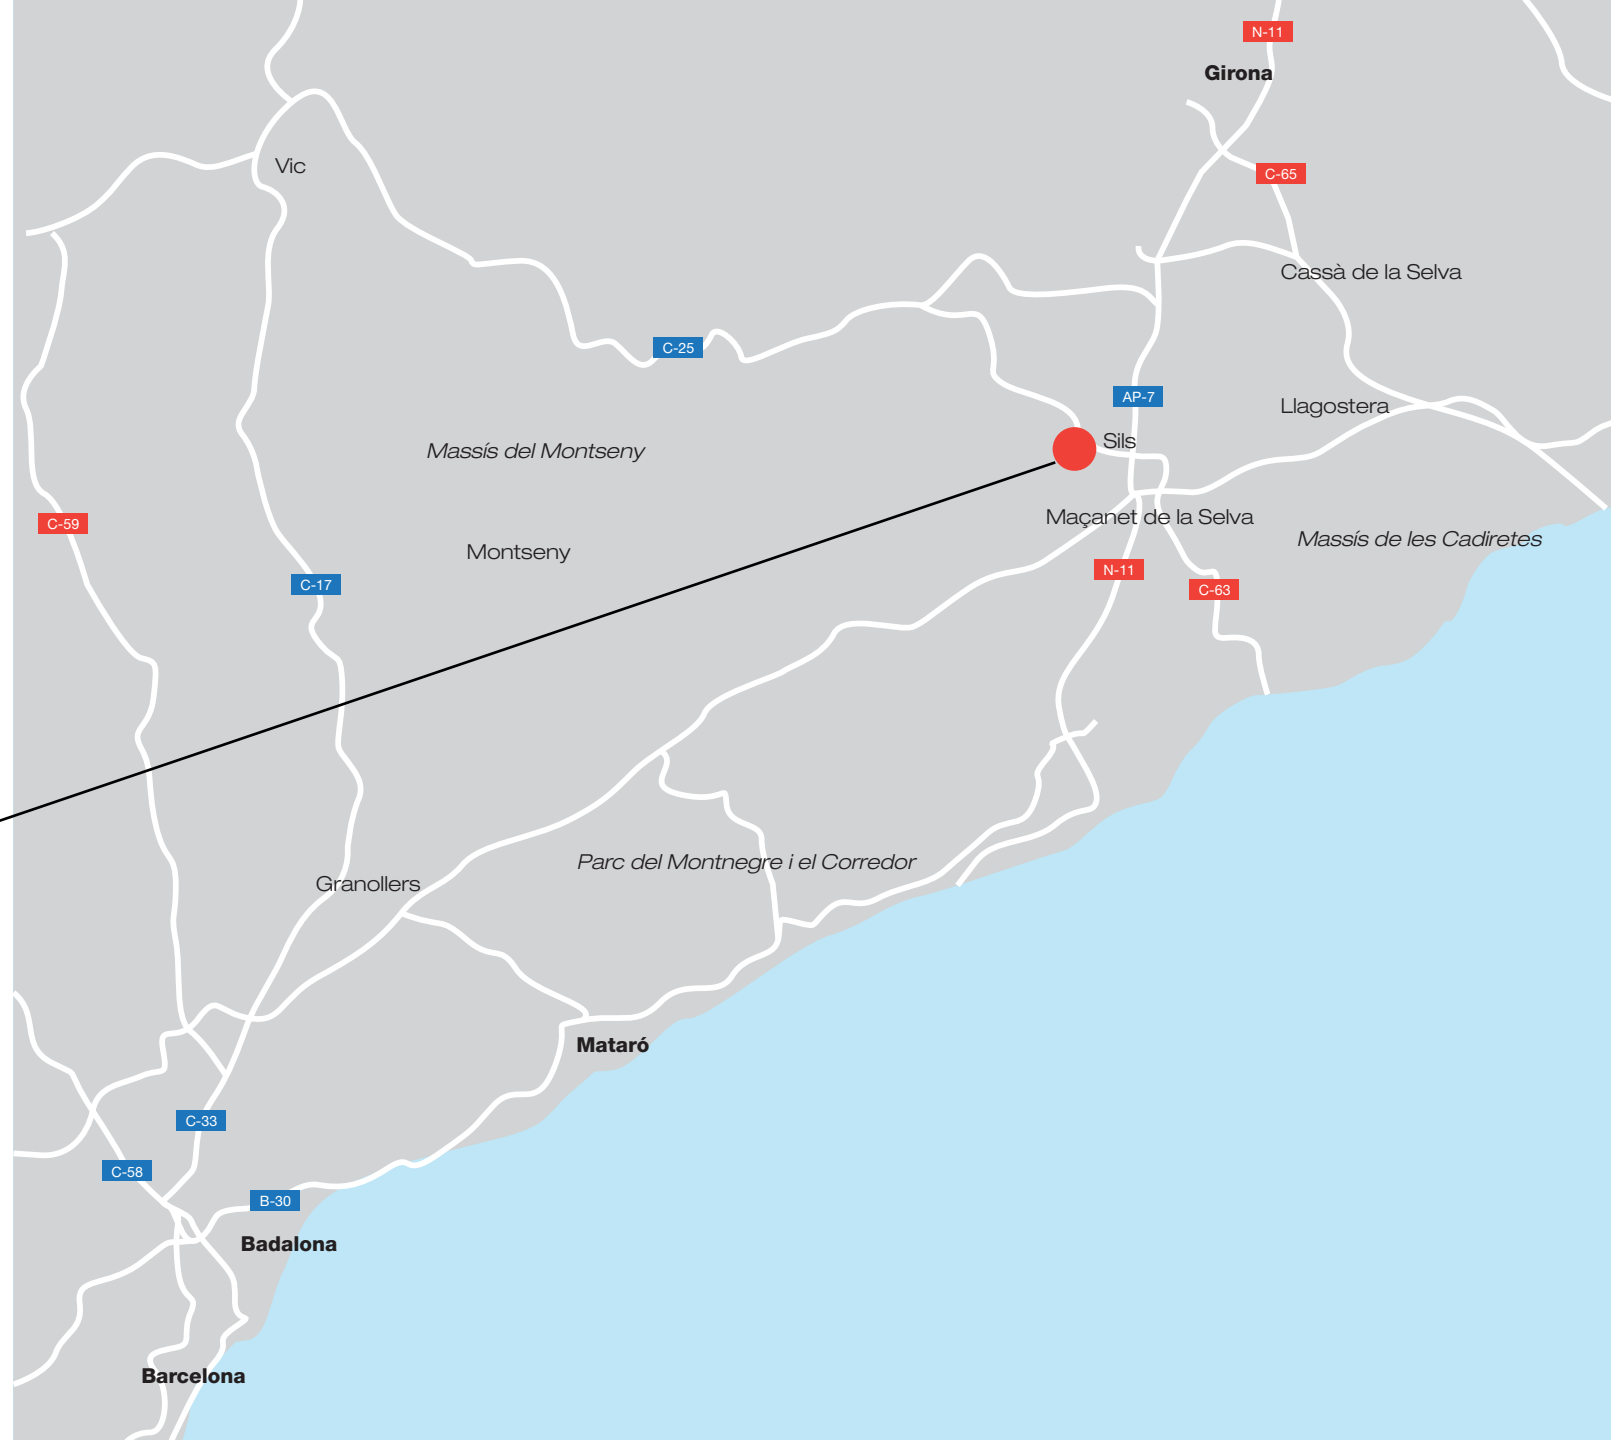 N-11
Girona
Vic
C-65
Cassà de la Selva
C-25
AP-7
Llagostera
Sils
Massís del Montseny
Maçanet de la Selva
C-59
Massís de les Cadiretes
Montseny
N-11
C-17
C-63
Parc del Montnegre i el Corredor
Granollers
Mataró
C-33
C-58
B-30
Badalona
Barcelona